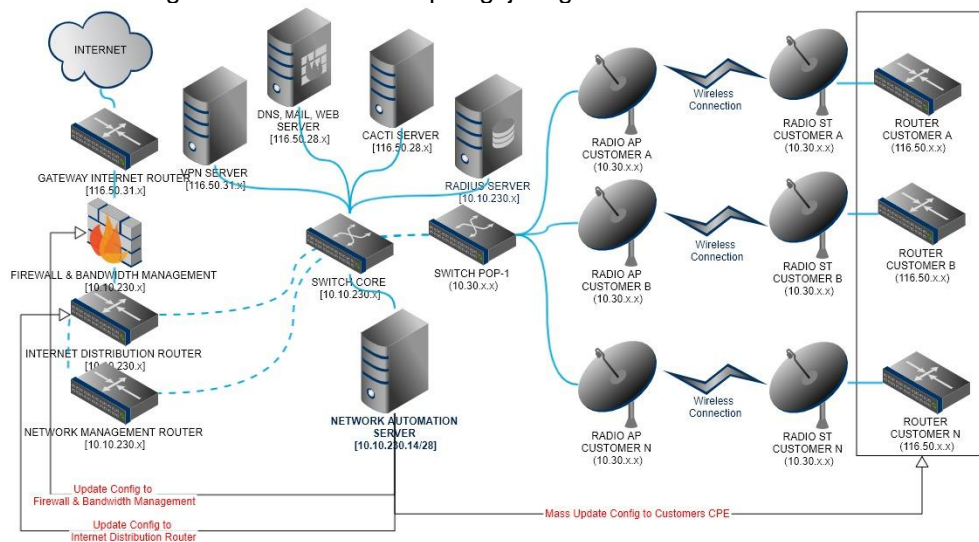 INTERNET
GATEWAY INTERNET ROUTER
[116.50.31.x]
FIREWALL & BANDWIDTH MANAGEMENT
[10.10.230.x]
INTERNET DISTRIBUTION ROUTER
[10.10.230.x]
NETWORK MANAGEMENT ROUTER
[10.10.230.x]
VPN SERVER
[116.50.31.x]
DNS, MAIL, WEB
SERVER
[116.50.28.x]
CACTI SERVER
[116.50.28.x]
RADIUS SERVER
[10.10.230.x]
SWITCH CORE
[10.10.230.x]
SWITCH POP-1
(10.30.x.x)
NETWORK AUTOMATION
SERVER
[10.10.230.14/28]
RADIO AP
CUSTOMER A
(10.30.x.x)
Wireless
Connection
RADIO ST
CUSTOMER A
(10.30.x.x)
ROUTER
CUSTOMER A
(116.50.x.x)
RADIO AP
CUSTOMER B
(10.30.x.x)
Wireless
Connection
RADIO ST
CUSTOMER B
(10.30.x.x)
ROUTER
CUSTOMER B
(116.50.x.x)
RADIO AP
CUSTOMER N
(10.30.x.x)
Wireless
Connection
RADIO ST
CUSTOMER N
(10.30.x.x)
ROUTER
CUSTOMER N
(116.50.x.x)
Update Config to
Firewall & Bandwidth Management
Update Config to
Internet Distribution Router
Mass Update Config to Customers CPE